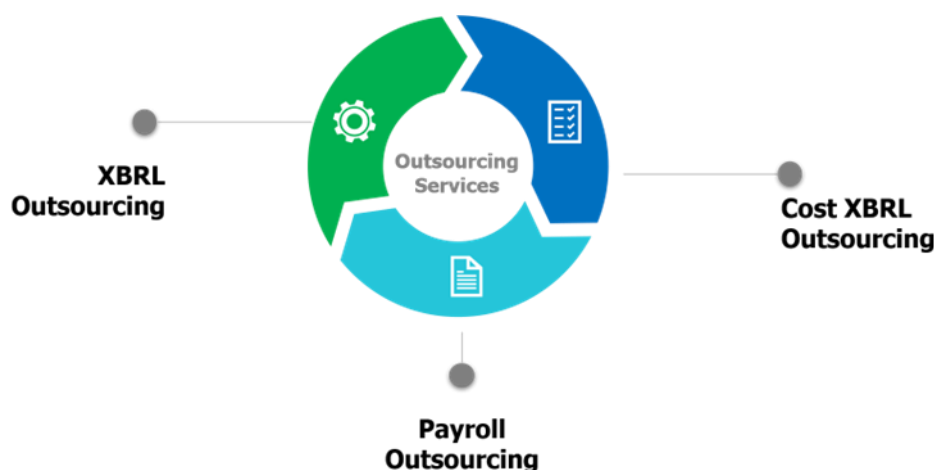 Outsourcing
Services
XBRL
Outsourcing
Cost XBRL
Outsourcing
Payroll
Outsourcing